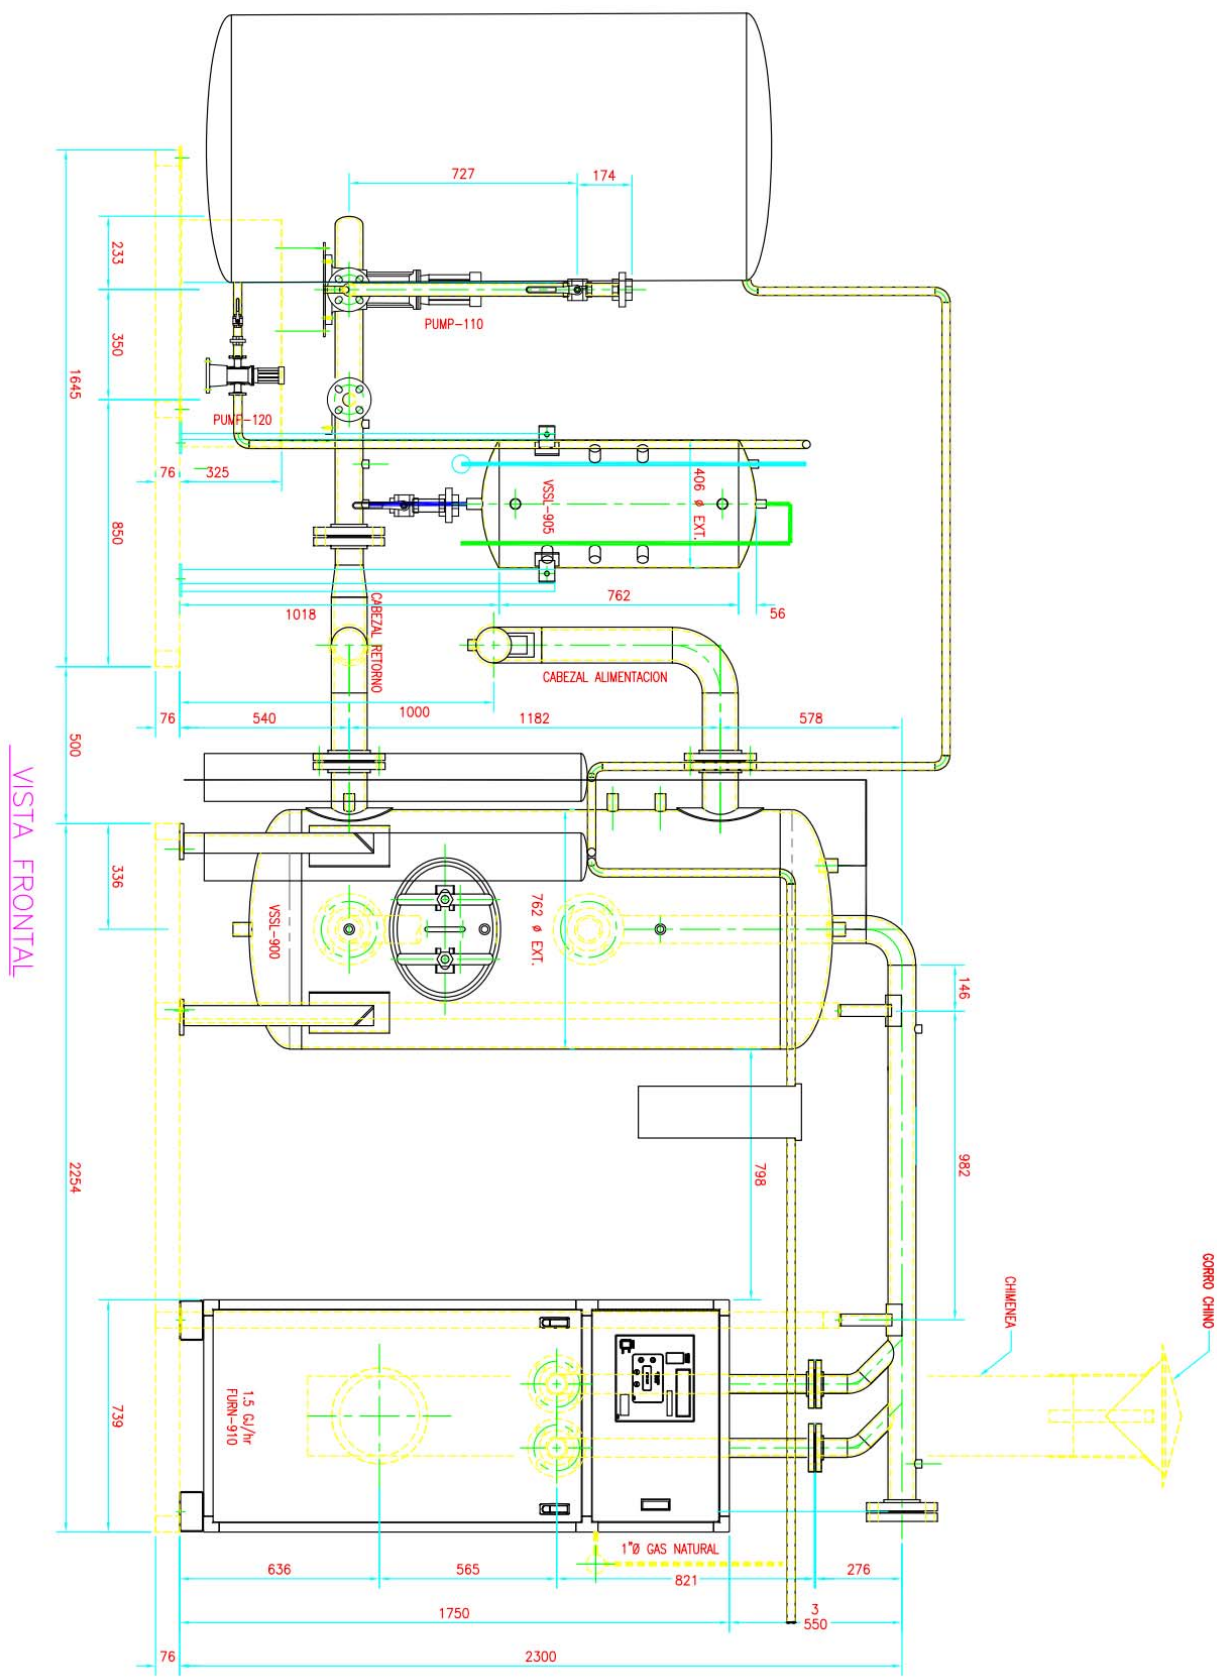 727
174
233
350
1645
PUMP-110
PUMP-120
76
325
850
VSSL-905
406 ø EXT.
1018
762
56
CABEZAL RETORNO
CABEZAL ALIMENTACION
1000
76
540
1182
578
500
VISTA FRONTAL
336
VSSL-900
762 ø EXT.
146
982
2254
798
GORRO CHINO
CHIMENEA
1.5 GJ/hr
FURN-910
739
1"Ø GAS NATURAL
636
565
821
276
1750
3
550
76
2300